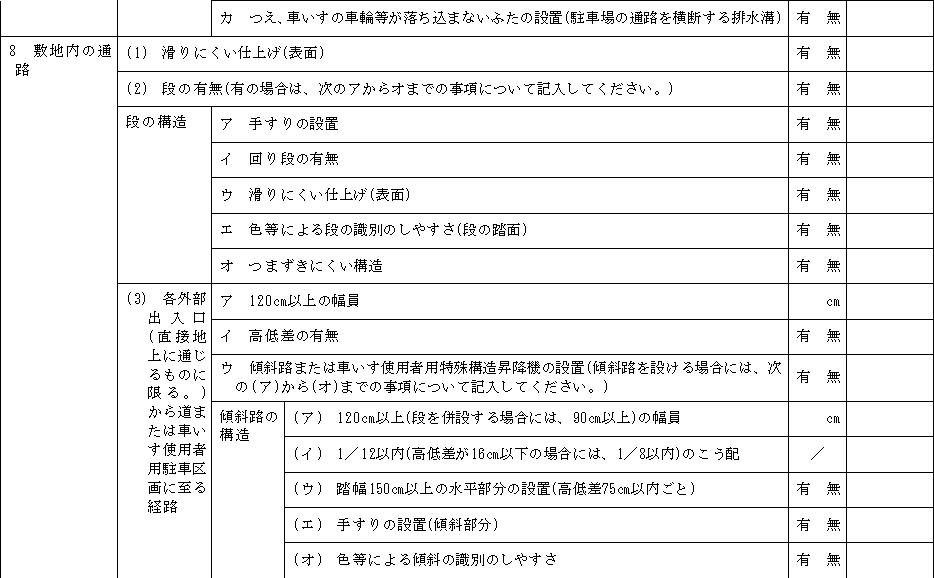 カ　つえ、車いすの車輪等が落ち込まないふたの設置(駐車場の通路を横断する排水溝)　有　無
8　敷地内の通路
(1)　滑りにくい仕上げ(表面)　有　無
(2)　段の有無(有の場合は、次のアからオまでの事項について記入してください。)　有　無
段の構造
ア　手すりの設置　有　無
イ　回り段の有無　有　無
ウ　滑りにくい仕上げ(表面)　有　無
エ　色等による段の識別のしやすさ(段の踏面)　有　無
オ　つまずきにくい構造　有　無
(3)　各外部
出入口
(直接地
上に通じ
るものに
限る。)
から道ま
たは車い
す使用者
用駐車区
画に至る
経路
ア　120㎝以上の幅員　㎝
イ　高低差の有無　有　無
ウ　傾斜路または車いす使用者用特殊構造昇降機の設置(傾斜路を設ける場合には、次
の(ア)から(オ)までの事項について記入してください。)　有　無
傾斜路の
構造
(ア)　120㎝以上(段を併設する場合には、90㎝以上)の幅員　㎝
(イ)　1／12以内(高低差が16㎝以下の場合には、1／8以内)のこう配　／
(ウ)　踏幅150㎝以上の水平部分の設置(高低差75㎝以内ごと)　有　無
(エ)　手すりの設置(傾斜部分)　有　無
(オ)　色等による傾斜の識別のしやすさ　有　無